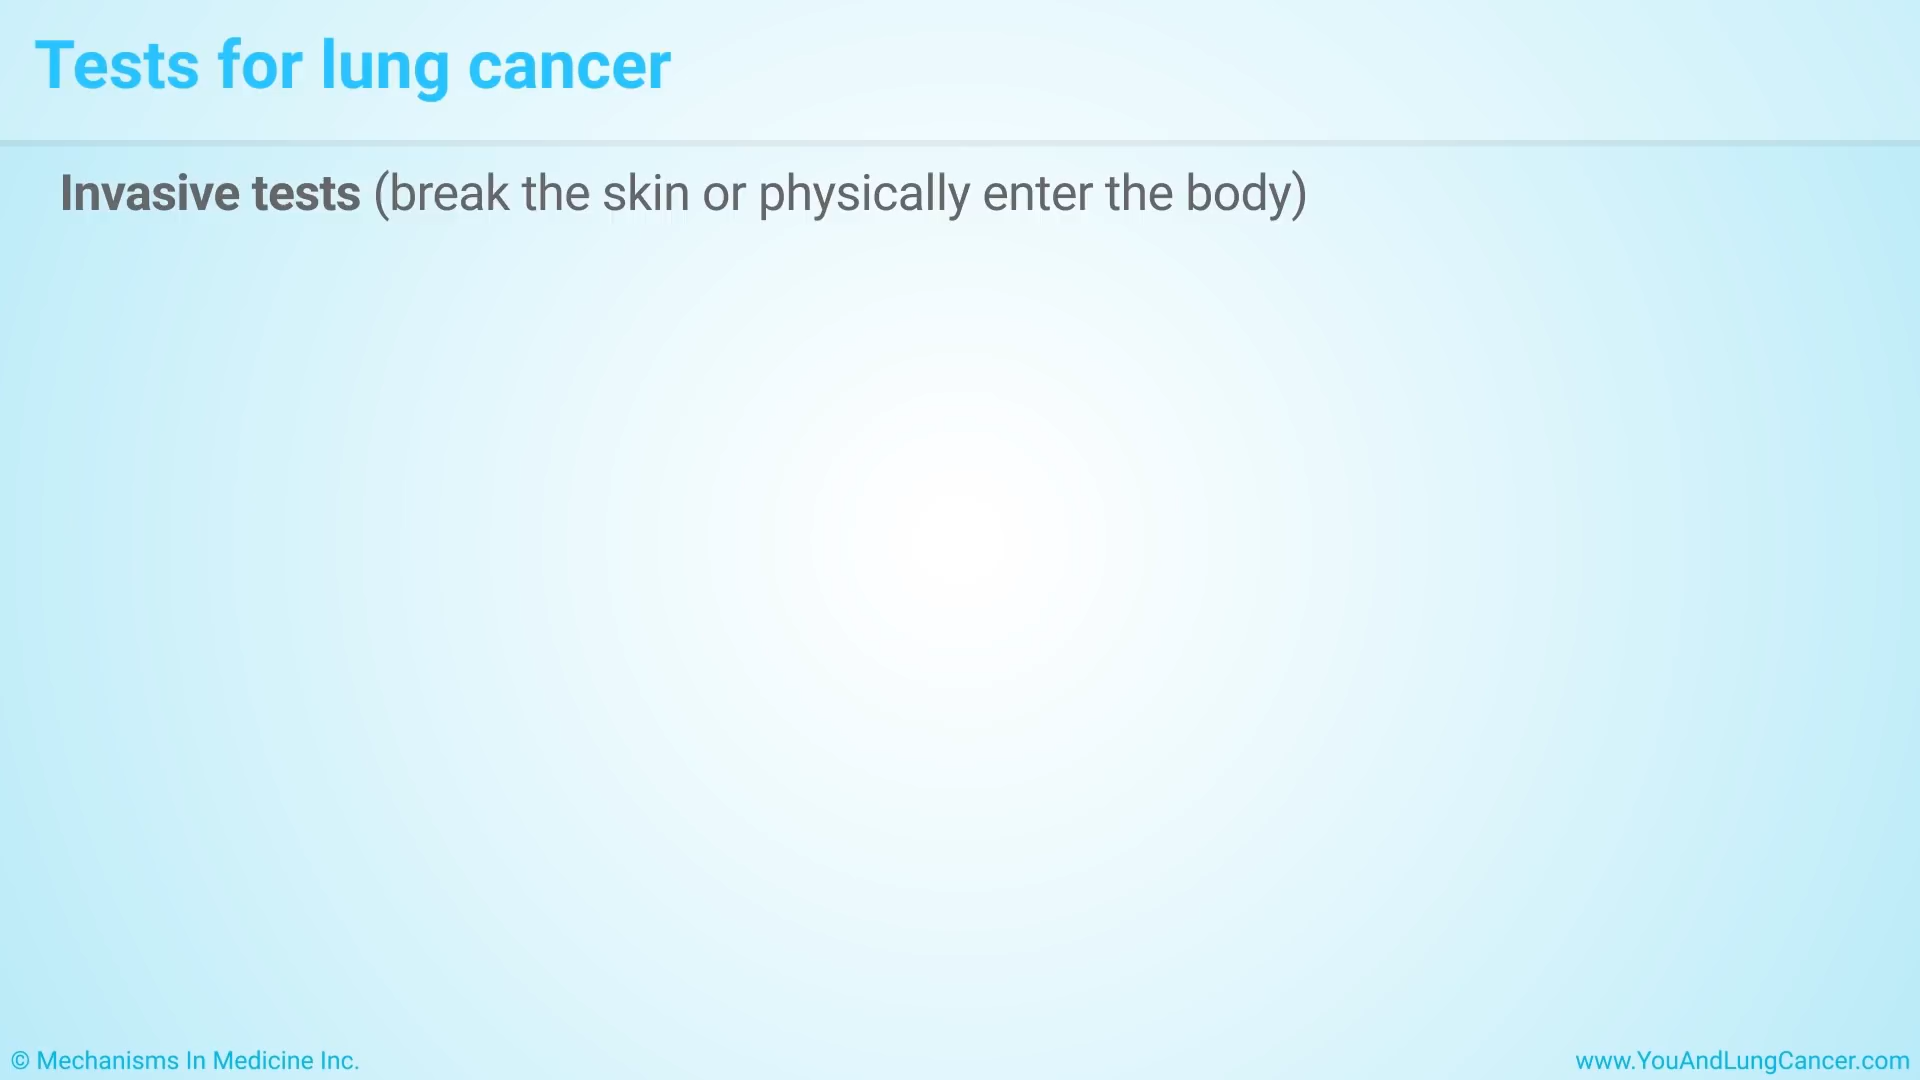 Tests for lung cancer
Invasive tests (break the skin or physically enter the body)
© Mechanisms In Medicine Inc.
www.YouAndLungCancer.com